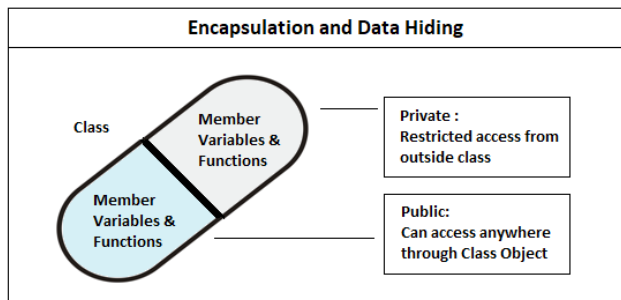 Encapsulation and Data Hiding
Class
Member
Variables &
Functions
Member
Variables &
Functions
Private :
Restricted access from
outside class
Public:
Can access anywhere
through Class Object